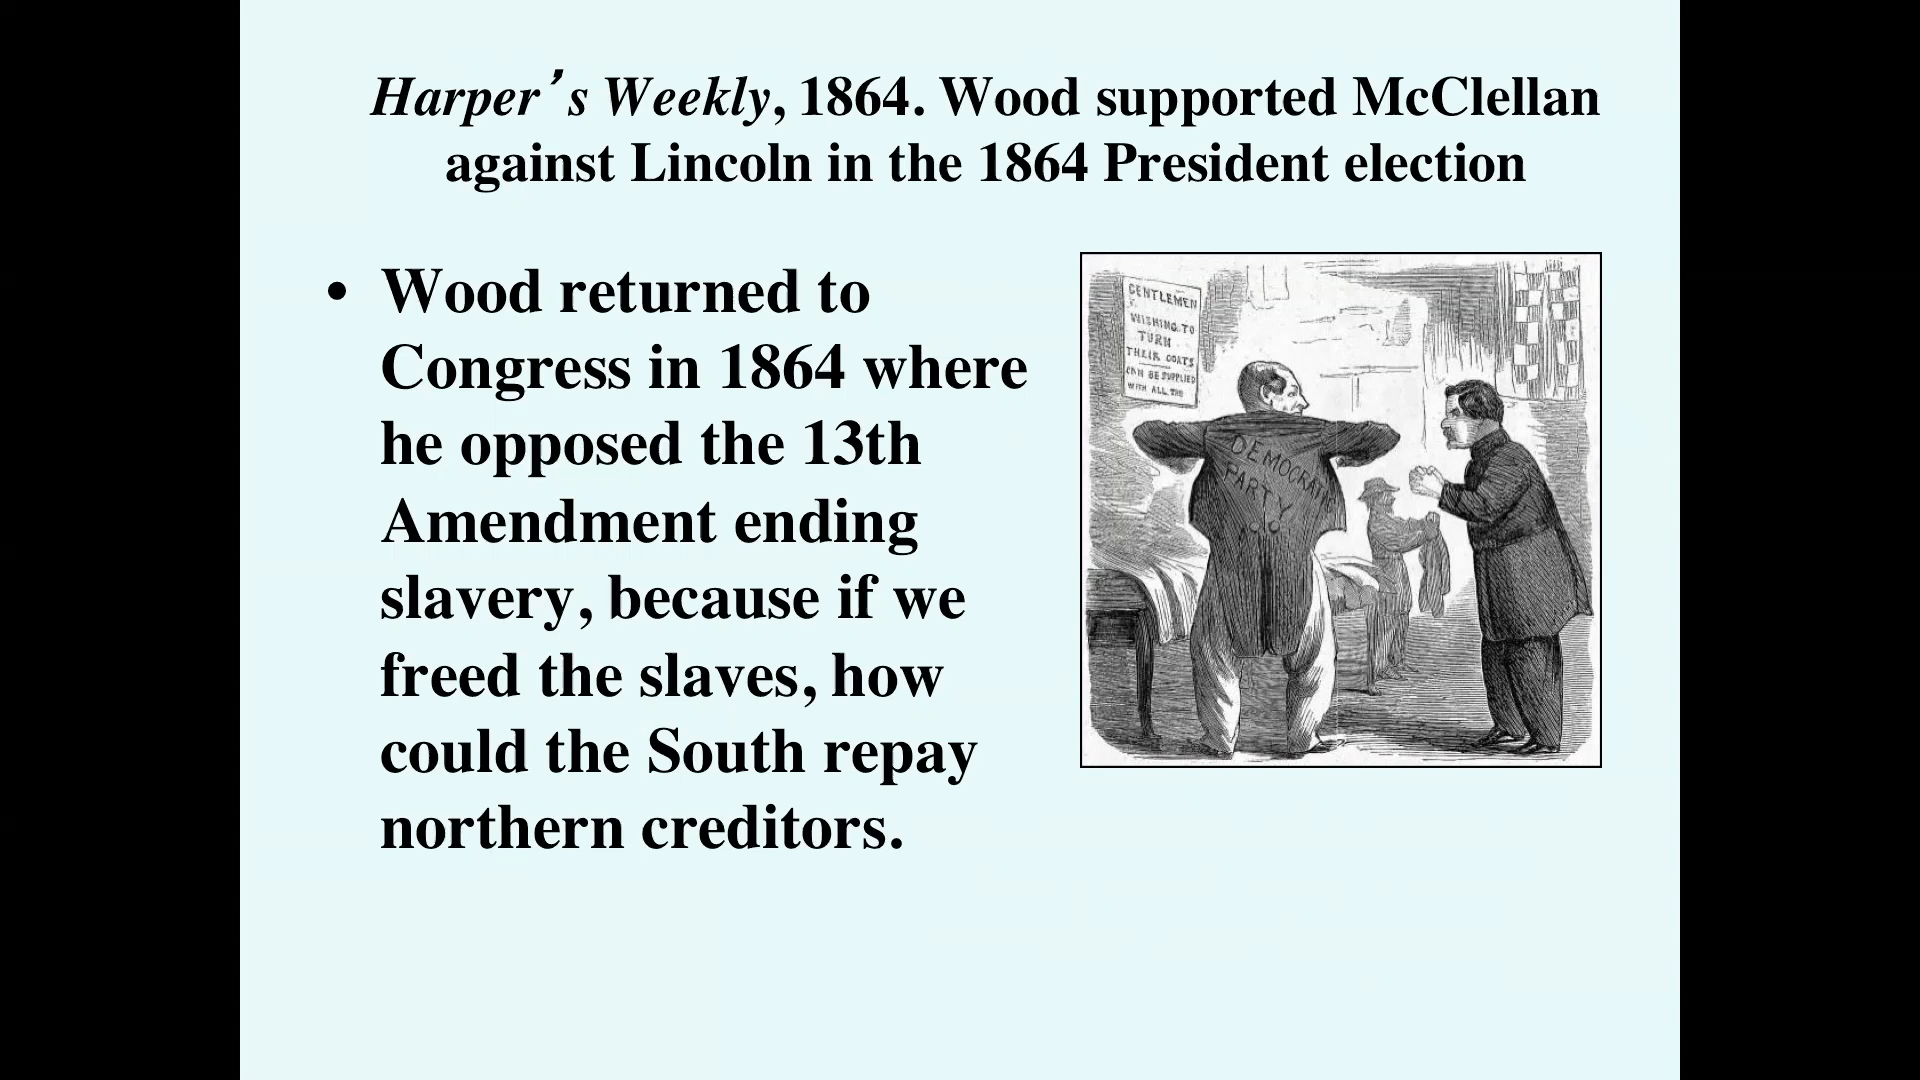 Harper’s Weekly, 1864. Wood supported McClellan
against Lincoln in the 1864 President election
• Wood returned to
Congress in 1864 where
he opposed the 13th
Amendment ending
slavery, because if we
freed the slaves, how
could the South repay
northern creditors.
GENTLEMEN
WISHING TO
TURN
THEIR COATS
CAN BE SUPPLIED
WITH ALL THE
DEMOCRATIC
PARTY